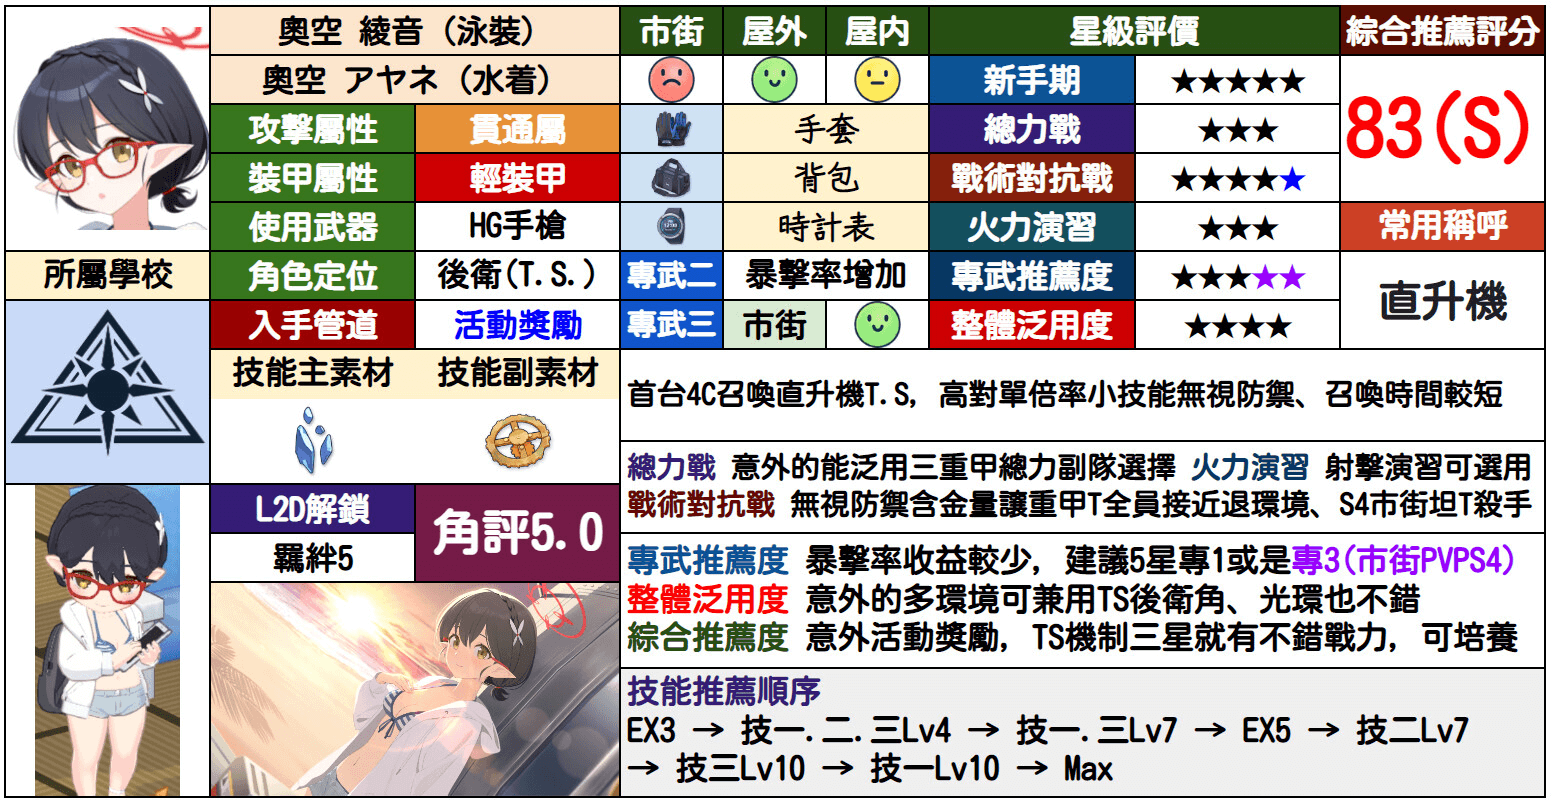 奧空 綾音（泳裝）
奧空 アヤネ（水着）
市街 屋外 屋内 星級評價 綜合推薦評分
新手期 ★★★★★
83(S)
攻擊屬性 貫通屬 手套 總力戰 ★★★
裝甲屬性 輕裝甲 背包 戰術對抗戰 ★★★★★
使用武器 HG手槍 時計表 火力演習 ★★★ 常用稱呼
所屬學校 角色定位 後衛(T.S.) 專武二 暴擊率增加 專武推薦度 ★★★★★
直升機
入手管道 活動獎勵 專武三 市街 整體泛用度 ★★★★
技能主素材 技能副素材
首台4C召喚直升機T.S, 高對單倍率小技能無視防禦、召喚時間較短
總力戰 意外的能泛用三重甲總力副隊選擇 火力演習 射擊演習可選用
戰術對抗戰 無視防禦含金量讓重甲T全員接近退環境、S4市街坦T殺手
L2D解鎖
羈絆5
角評5.0
專武推薦度 暴擊率收益較少, 建議5星專1或是專3(市街PVPS4)
整體泛用度 意外的多環境可兼用TS後衛角、光環也不錯
綜合推薦度 意外活動獎勵, TS機制三星就有不錯戰力, 可培養
技能推薦順序
EX3 → 技一.二.三Lv4 → 技一.三Lv7 → EX5 → 技二Lv7
→ 技三Lv10 → 技一Lv10 → Max